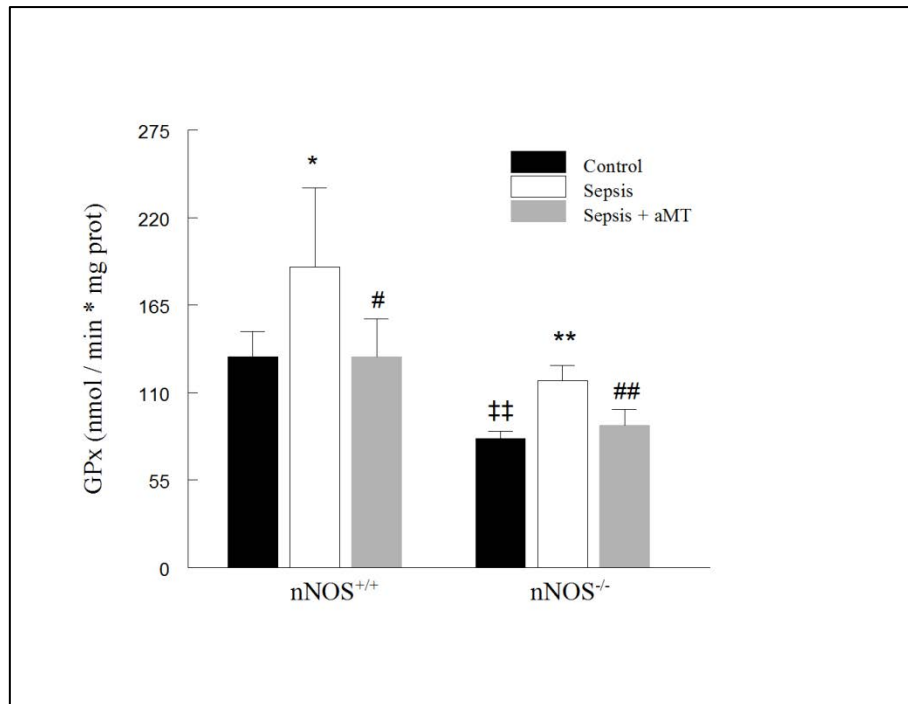 275
220
165
110
55
0
GPx (nmol / min * mg prot)
*
#
‡‡
**
##
Control
Sepsis
Sepsis + aMT
nNOS+/+
nNOS-/-